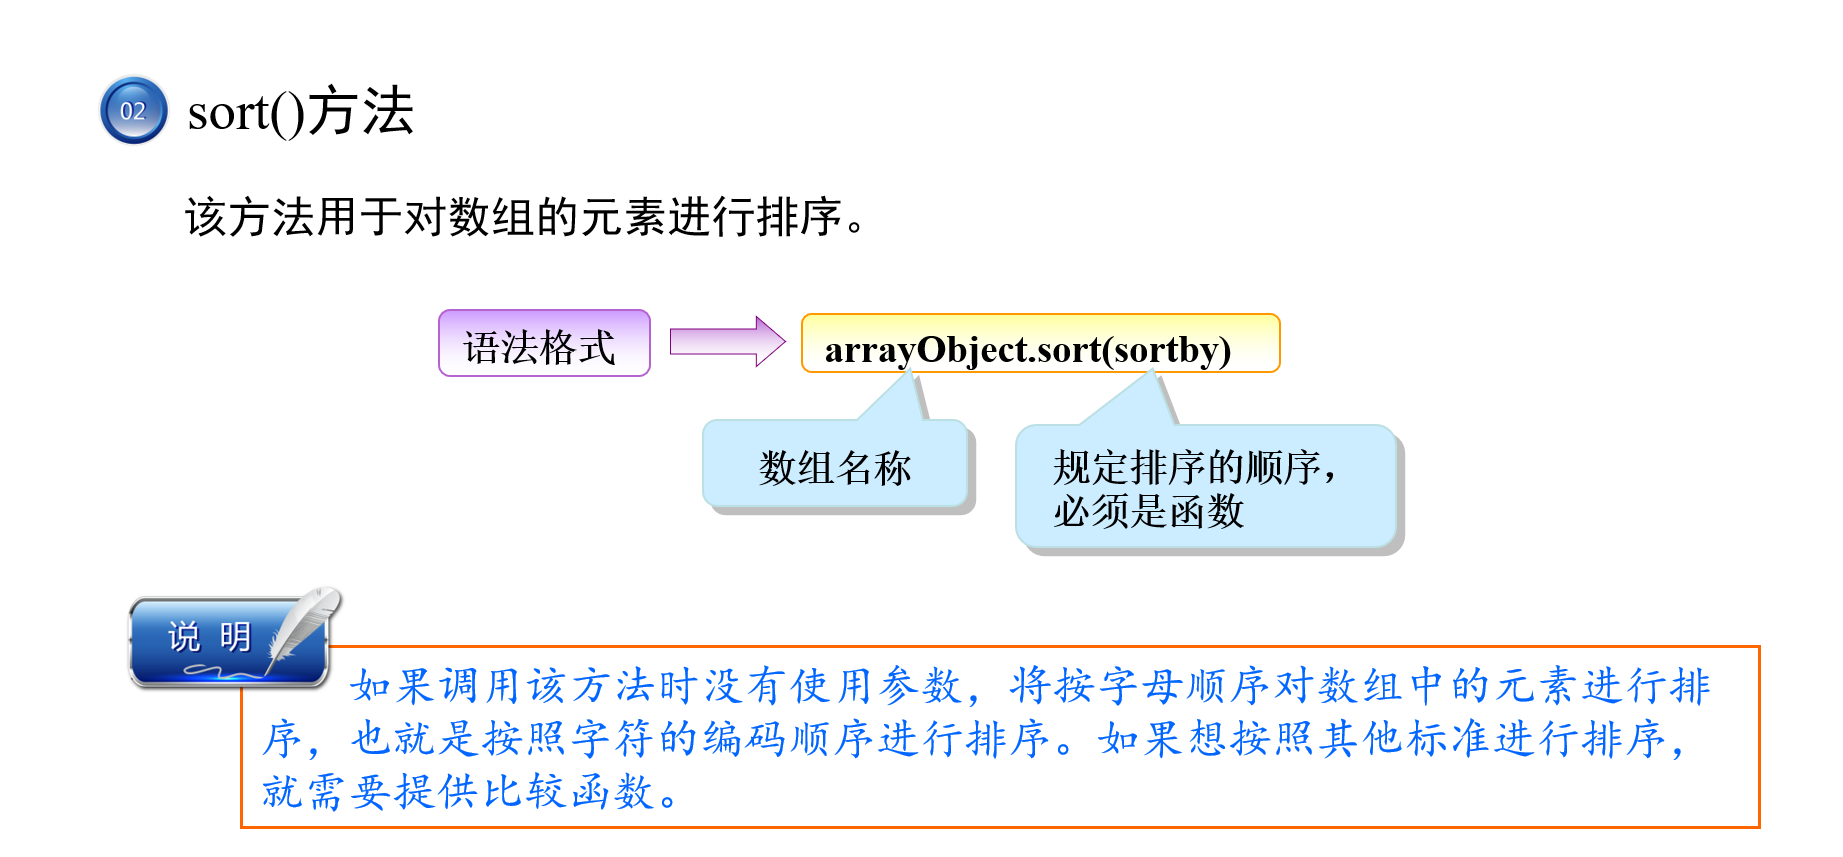 02
sort()方法
该方法用于对数组的元素进行排序。
语法格式
arrayObject.sort(sortby)
数组名称
规定排序的顺序，
必须是函数
说 明
如果调用该方法时没有使用参数，将按字母顺序对数组中的元素进行排
序，也就是按照字符的编码顺序进行排序。如果想按照其他标准进行排序，
就需要提供比较函数。